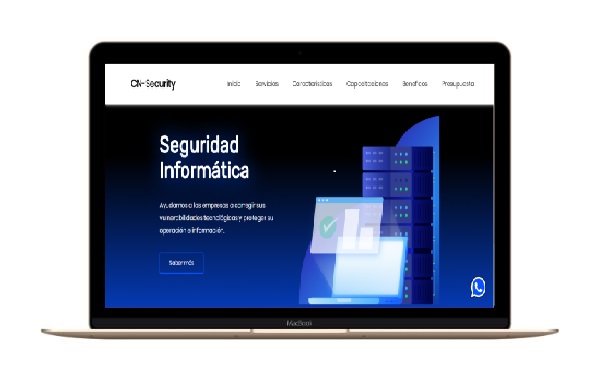 CN-Security
Inicio Servicios Características Capacitaciones Beneficios Presupuesto
Seguridad
Informática
Ayudamos a las empresas a corregir sus
vulnerabilidades tecnológicas y proteger su
operación e información.
Saber más
MacBook